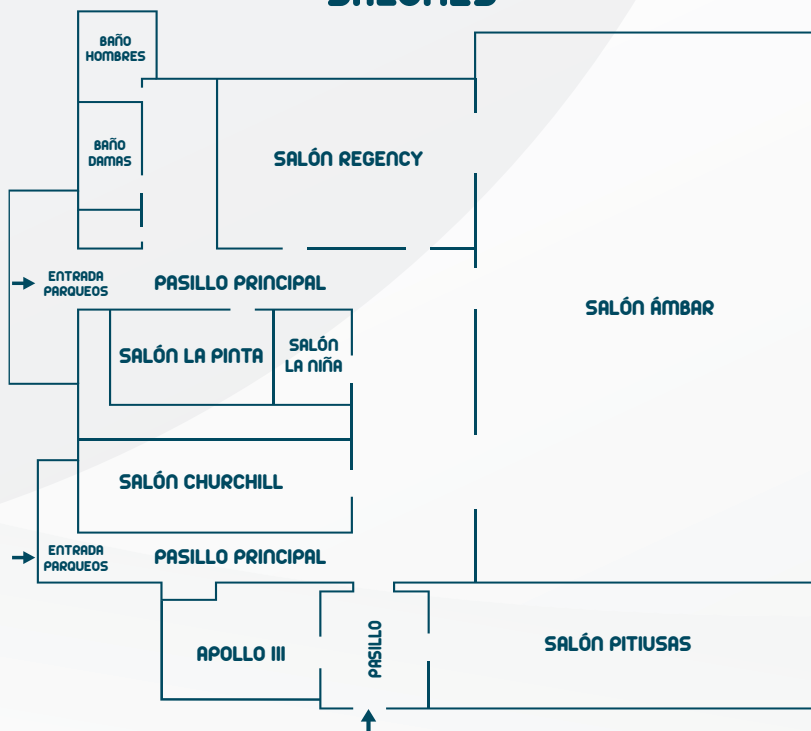 SALONES
BAÑO
HOMBRES
BAÑO
DAMAS
SALÓN REGENCY
ENTRADA
PARQUEOS
PASILLO PRINCIPAL
SALÓN ÁMBAR
SALÓN LA PINTA
SALÓN
LA NIÑA
SALÓN CHURCHILL
ENTRADA
PARQUEOS
PASILLO PRINCIPAL
APOLLO III
PASILLO
SALÓN PITIUSAS